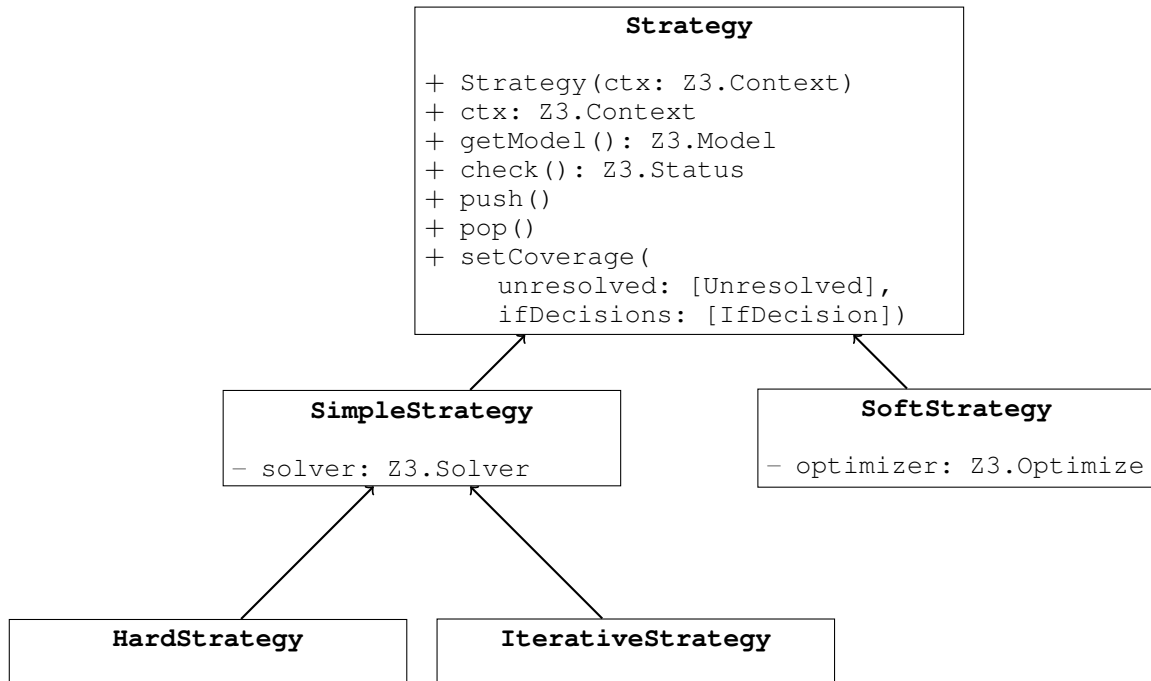 Strategy
+ Strategy(ctx: Z3.Context)
+ ctx: Z3.Context
+ getModel(): Z3.Model
+ check(): Z3.Status
+ push()
+ pop()
+ setCoverage(
unresolved: [Unresolved],
ifDecisions: [IfDecision])
SimpleStrategy
− solver: Z3.Solver
SoftStrategy
− optimizer: Z3.Optimize
HardStrategy
IterativeStrategy